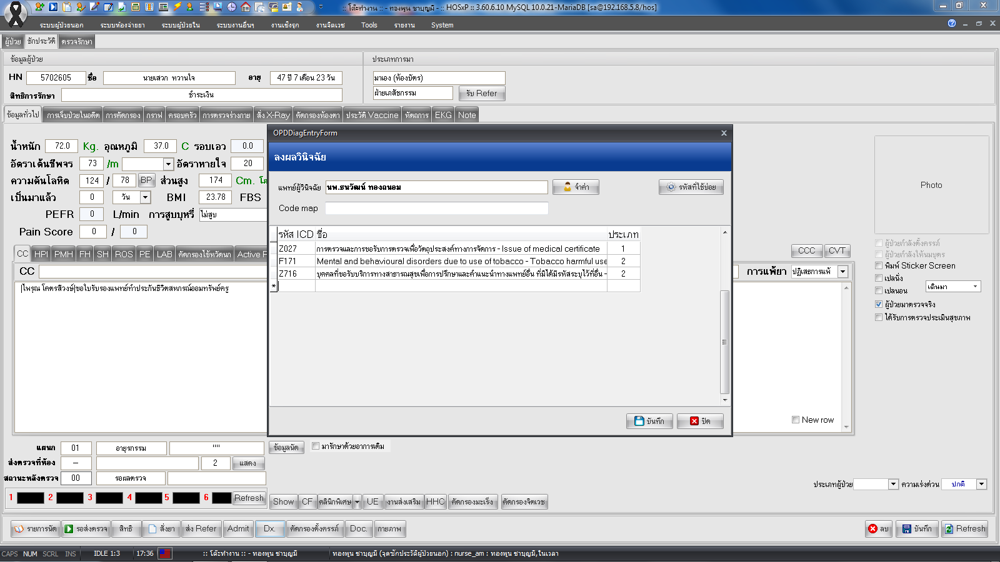 :: โต๊ะทำงาน :: - ทองพูน ชาบุญมี - :: HOSxP :: 3.60.6.10 MySQL 10.0.21-MariaDB [sa@192.168.5.8/hos]
ระบบผู้ป่วยนอก ระบบห้องจ่ายยา ระบบผู้ป่วยใน ระบบงานอื่นๆ งานเชิงรุก งานจิตเวช Tools รายงาน System
ผู้ป่วย ซักประวัติ ตรวจรักษา
ข้อมูลผู้ป่วย ประเภทการมา
HN 5702605 ชื่อ นายเสวก หวานใจ อายุ 47 ปี 7 เดือน 23 วัน มาเอง (ห้องบัตร)
สิทธิการรักษา ชำระเงิน ฝ่ายเภสัชกรรม รับ Refer
ข้อมูลทั่วไป การเจ็บป่วยในอดีต การคัดกรอง กราฟ ครอบครัว การตรวจร่างกาย สั่ง X-Ray คัดกรองห้องตา ประวัติ Vaccine หัตถการ EKG Note
OPDDiagEntryForm
ลงผลวินิจฉัย
แพทย์ผู้วินิจฉัย นพ.ธนวัฒน์ ทองถนอม จำค่า รหัสที่ใช้บ่อย
Code map
รหัส ICD ชื่อ ประเภท
Z027 การตรวจและการขอรับการตรวจเพื่อวัตถุประสงค์ทางการจัดการ - Issue of medical certificate 1
F171 Mental and behavioural disorders due to use of tobacco - Tobacco harmful use 2
Z716 บุคคลที่ขอรับบริการทางสาธารณสุขเพื่อการปรึกษาและคำแนะนำทางแพทย์อื่น ที่มิได้มีรหัสระบุไว้ที่อื่น - 2
*
บันทึก ปิด
น้ำหนัก 72.0 Kg. อุณหภูมิ 37.0 C รอบเอว 0.0
อัตราเต้นชีพจร 73 /m อัตราหายใจ 20
ความดันโลหิต 124 / 78 BP ส่วนสูง 174 Cm.
เป็นมาแล้ว 0 วัน BMI 23.78 FBS
PEFR 0 L/min การสูบบุหรี่ ไม่สูบ
Pain Score 0 / 0
Photo
ผู้ป่วยกำลังตั้งครรภ์
ผู้ป่วยกำลังให้นมบุตร
พิมพ์ Sticker Screen
เปลนั่ง
เปลนอน เดินมา
ผู้ป่วยมาตรวจจริง
ได้รับการตรวจประเมินสุขภาพ
CC HPI PMH FH SH ROS PE LAB คัดกรองไข้หวัดนก Active P CCC CVT
CC การแพ้ยา ปฏิเสธการแพ้
|ไพรุณ โคตรสีวงษ์|ขอใบรับรองแพทย์ทำประกันชีวิตสหกรณ์ออมทรัพย์ครู
New row
แผนก 01 อายุรกรรม "" ข้อมูลนัด มารักษาด้วยอาการเดิม
ส่งตรวจที่ห้อง - 2 แสดง
สถานะหลังตรวจ 00 รอผลตรวจ
ประเภทผู้ป่วย ความเร่งด่วน ปกติ
1 2 3 4 5 6 Refresh Show CF คลินิกพิเศษ UE งานส่งเสริม HHC คัดกรองมะเร็ง คัดกรองจิตเวช
รายการนัด รอส่งตรวจ สิทธิ สั่งยา ส่ง Refer Admit Dx. คัดกรองตั้งครรภ์ Doc. กายภาพ ลบ บันทึก Refresh
CAPS NUM SCRL INS IDLE 1:3 17:36 :: โต๊ะทำงาน :: - ทองพูน ชาบุญมี ทองพูน ชาบุญมี (จุดซักประวัติผู้ป่วยนอก) : nurse_am : ทองพูน ชาบุญมี,ในเวลา